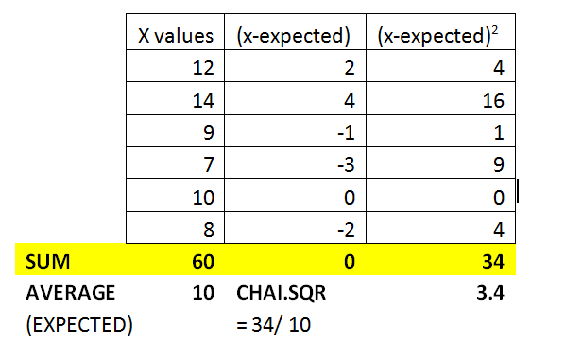 X values (x-expected) (x-expected)²
12 2 4
14 4 16
9 -1 1
7 -3 9
10 0 0
8 -2 4
SUM 60 0 34
AVERAGE 10 CHAI.SQR 3.4
(EXPECTED) = 34/ 10